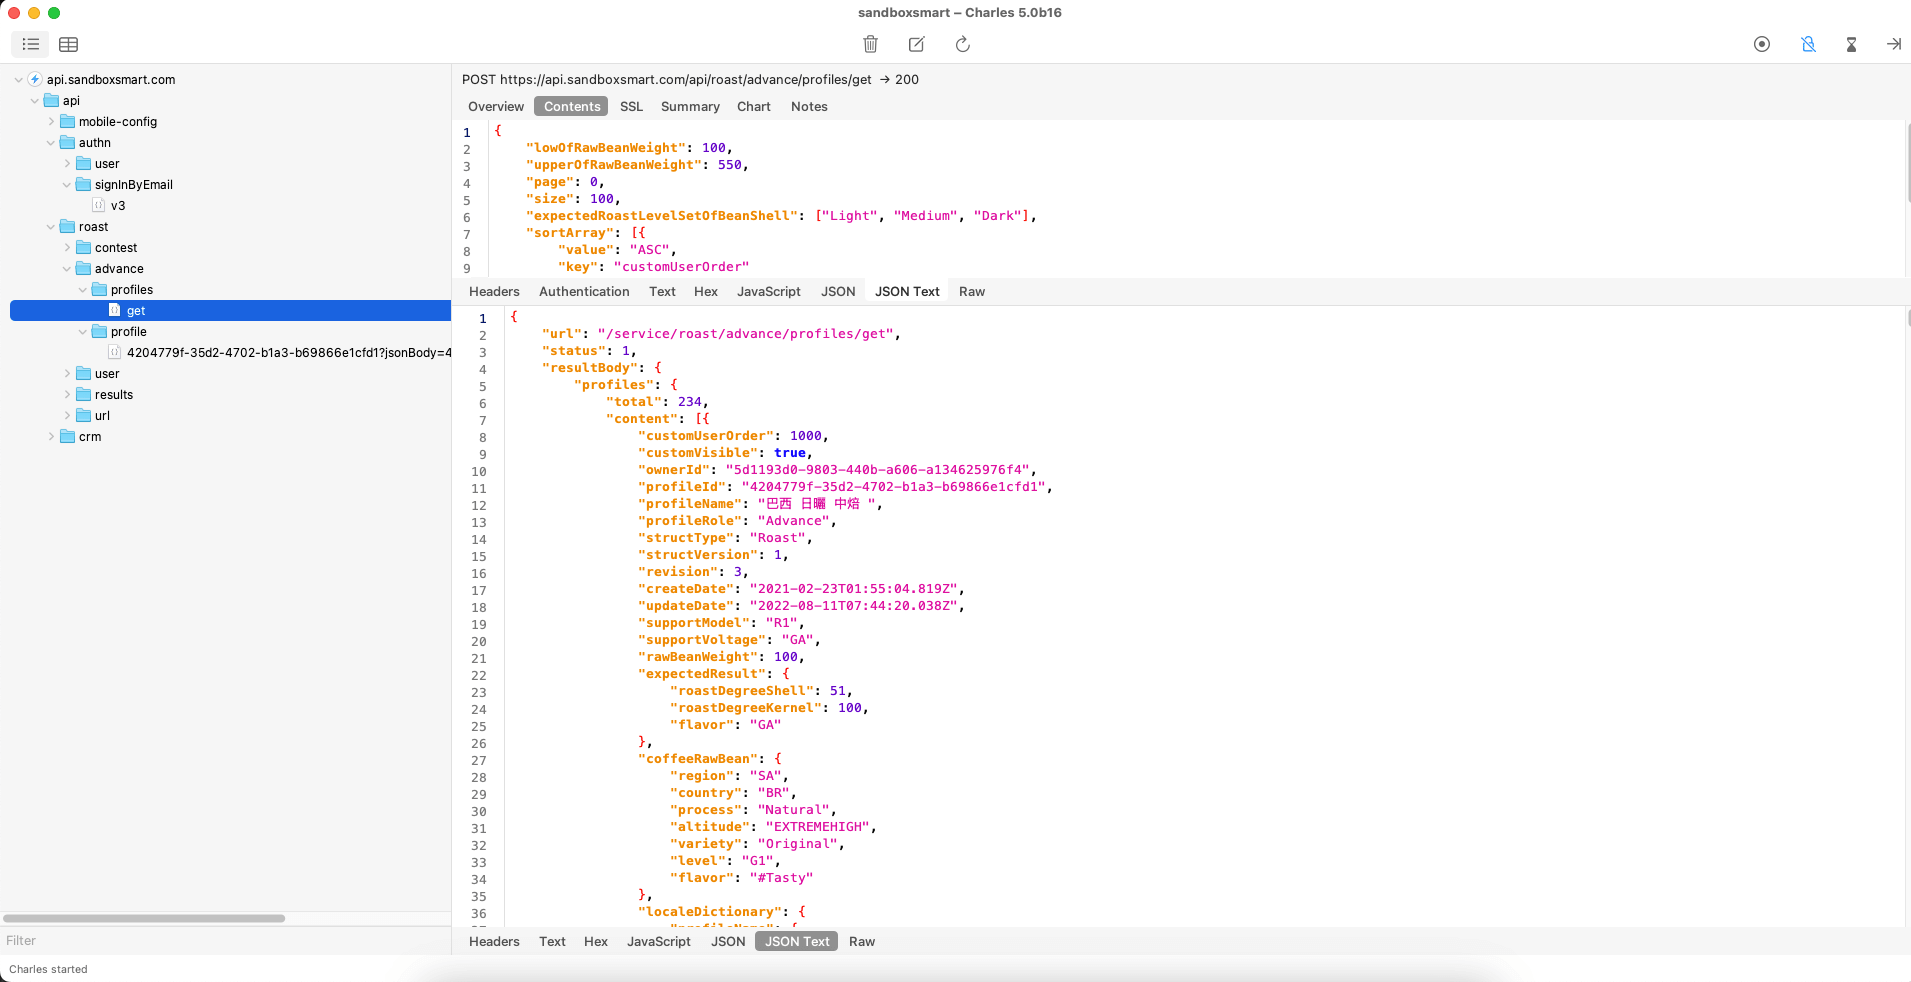 sandboxsmart – Charles 5.0b16
api.sandboxsmart.com
api
mobile-config
authn
user
signInByEmail
v3
roast
contest
advance
profiles
get
profile
4204779f-35d2-4702-b1a3-b69866e1cfd1?jsonBody=4
user
results
url
crm
Filter
Charles started
POST https://api.sandboxsmart.com/api/roast/advance/profiles/get → 200
Overview Contents SSL Summary Chart Notes
1 {
2 "lowOfRawBeanWeight": 100,
3 "upperOfRawBeanWeight": 550,
4 "page": 0,
5 "size": 100,
6 "expectedRoastLevelSetOfBeanShell": ["Light", "Medium", "Dark"],
7 "sortArray": [{
8 "value": "ASC",
9 "key": "customUserOrder"
Headers Authentication Text Hex JavaScript JSON JSON Text Raw
1 {
2 "url": "/service/roast/advance/profiles/get",
3 "status": 1,
4 "resultBody": {
5 "profiles": {
6 "total": 234,
7 "content": [{
8 "customUserOrder": 1000,
9 "customVisible": true,
10 "ownerId": "5d1193d0-9803-440b-a606-a134625976f4",
11 "profileId": "4204779f-35d2-4702-b1a3-b69866e1cfd1",
12 "profileName": "巴西 日曬 中焙 ",
13 "profileRole": "Advance",
14 "structType": "Roast",
15 "structVersion": 1,
16 "revision": 3,
17 "createDate": "2021-02-23T01:55:04.819Z",
18 "updateDate": "2022-08-11T07:44:20.038Z",
19 "supportModel": "R1",
20 "supportVoltage": "GA",
21 "rawBeanWeight": 100,
22 "expectedResult": {
23 "roastDegreeShell": 51,
24 "roastDegreeKernel": 100,
25 "flavor": "GA"
26 },
27 "coffeeRawBean": {
28 "region": "SA",
29 "country": "BR",
30 "process": "Natural",
31 "altitude": "EXTREMEHIGH",
32 "variety": "Original",
33 "level": "G1",
34 "flavor": "#Tasty"
35 },
36 "localeDictionary": {
Headers Text Hex JavaScript JSON JSON Text Raw